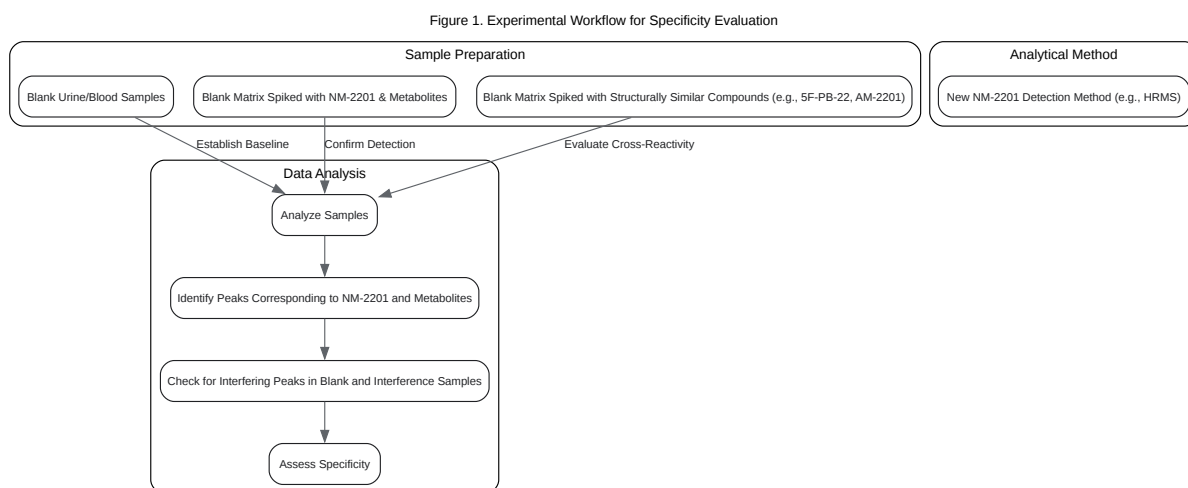 Figure 1. Experimental Workflow for Specificity Evaluation
Sample Preparation
Analytical Method
Blank Urine/Blood Samples
Blank Matrix Spiked with NM-2201 & Metabolites
Blank Matrix Spiked with Structurally Similar Compounds (e.g., 5F-PB-22, AM-2201)
New NM-2201 Detection Method (e.g., HRMS)
Establish Baseline
Confirm Detection
Evaluate Cross-Reactivity
Data Analysis
Analyze Samples
Identify Peaks Corresponding to NM-2201 and Metabolites
Check for Interfering Peaks in Blank and Interference Samples
Assess Specificity